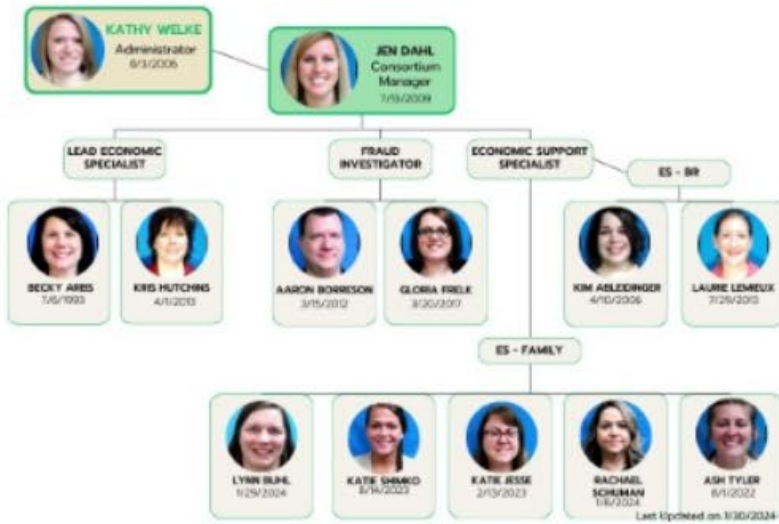 KATHY WELKE
Administrator
6/3/2006
JEN DAHL
Consortium
Manager
7/13/2009
LEAD ECONOMIC
SPECIALIST
FRAUD
INVESTIGATOR
ECONOMIC SUPPORT
SPECIALIST
ES - BR
BECKY
KRIS HUTCHINS
4/1/2013
AARON BORRESON
3/15/2012
GLORIA FRELK
3/20/2017
KIM ABLEIDINGER
4/10/2006
LAURIE LEMIEUX
7/29/2013
ES - FAMILY
LYNN BUHL
1/29/2024
KATIE SHIMKO
8/14/2023
KATIE JESSE
2/13/2023
RACHAEL
SCHUMAN
1/8/2024
ASH TYLER
8/1/2022
Last Updated on 1/30/2024